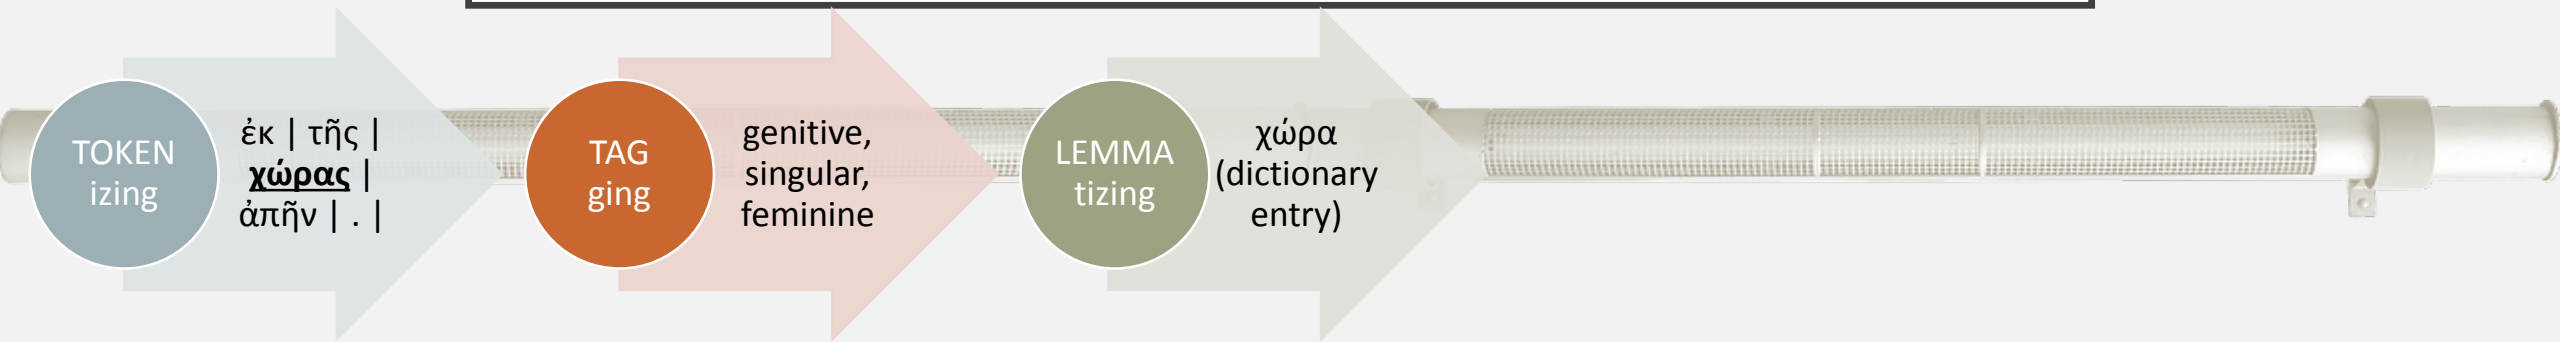 TOKEN
izing
ἐκ | τῆς |
χώρας |
ἀπῆν | . |
TAG
ging
genitive,
singular,
feminine
LEMMA
tizing
χώρα
(dictionary
entry)